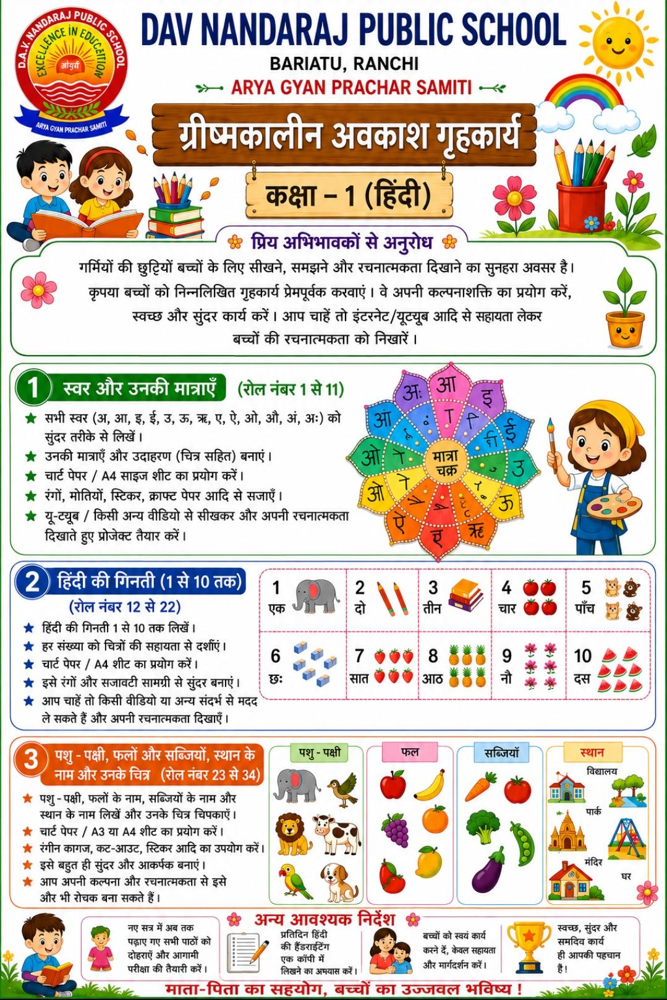 D.A.V. NANDARAJ PUBLIC SCHOOL
EXCELLENCE iN EDUCATION
ARYA GYAN PRACHAR SAMITI
DAV NANDARAJ PUBLIC SCHOOL
BARIATU, RANCHI
ARYA GYAN PRACHAR SAMITI
ग्रीष्मकालीन अवकाश गृहकार्य
कक्षा – 1 (हिंदी)
प्रिय अभिभावकों से अनुरोध
गर्मियों की छुट्टियों बच्चों के लिए सीखने, समझने और रचनात्मकता दिखाने का सुनहरा अवसर है।
कृपया बच्चों को निम्नलिखित गृहकार्य प्रेमपूर्वक करवाएं। वे अपनी कल्पनाशक्ति का प्रयोग करें,
स्वच्छ और सुंदर कार्य करें। आप चाहें तो इंटरनेट/यूटयूब आदि से सहायता लेकर
बच्चों की रचनात्मकता को निखारें।
1 स्वर और उनकी मात्राएँ (रोल नंबर 1 से 11)
सभी स्वर (अ, आ, इ, ई, उ, ऊ, ऋ, ए, ऐ, ओ, औ, अं, अः) को
सुंदर तरीके से लिखें।
उनकी मात्राएँ और उदाहरण (चित्र सहित) बनाएं।
चार्ट पेपर / A4 साइज शीट का प्रयोग करें।
रंगों, मोतियों, स्टिकर, क्राफ्ट पेपर आदि से सजाएँ।
यू-ट्यूब / किसी अन्य वीडियो से सीखकर और अपनी रचनात्मकता
दिखाते हुए प्रोजेक्ट तैयार करें।
मात्रा
चक्र
आ
इ
ई
उ
ऊ
ऋ
ऐ
ओ
ओ
अः
2 हिंदी की गिनती (1 से 10 तक)
(रोल नंबर 12 से 22)
हिंदी की गिनती 1 से 10 तक लिखें।
हर संख्या को चित्रों की सहायता से दर्शाएं।
चार्ट पेपर / A4 शीट का प्रयोग करें।
इसे रंगों और सजावटी सामग्री से सुंदर बनाएं।
आप चाहें तो किसी वीडियो या अन्य संदर्भ से मदद
ले सकते हैं और अपनी रचनात्मकता दिखाएँ।
1 2 3 4 5
एक दो तीन चार पाँच
6 7 8 9 10
छः सात आठ नौ दस
3 पशु - पक्षी, फलों और सब्जियों, स्थान के
नाम और उनके चित्र (रोल नंबर 23 से 34)
पशु - पक्षी, फलों के नाम, सब्जियों के नाम और
स्थान के नाम लिखें और उनके चित्र चिपकाएँ।
चार्ट पेपर / A3 या A4 शीट का प्रयोग करें।
रंगीन कागज, कट-आउट, स्टिकर आदि का उपयोग करें।
इसे बहुत ही सुंदर और आकर्पक बनाएं।
आप अपनी कल्पना और रचनात्मकता से इसे
और भी रोचक बना सकते हैं।
पशु - पक्षी
फल
सब्जियाँ
स्थान
विद्यालय
पार्क
मंदिर
घर
अन्य आवश्यक निर्देश
नए सत्र में अब तक
पढ़ाए गए सभी पाठों को
दोहराएँ और आगामी
परीक्षा की तैयारी करें।
प्रतिदिन हिंदी
की हैंडराईटिंग
एक कॉपी में
लिखने का अभ्यास करें।
बच्चों को स्वयं कार्य
करने दें, केवल सहायता
और मार्गदर्शन करें।
स्वच्छ, सुंदर और
समदिव कार्य
ही आपकी पहचान
है!
माता-पिता का सहयोग, बच्चों का उज्जवल भविष्य !